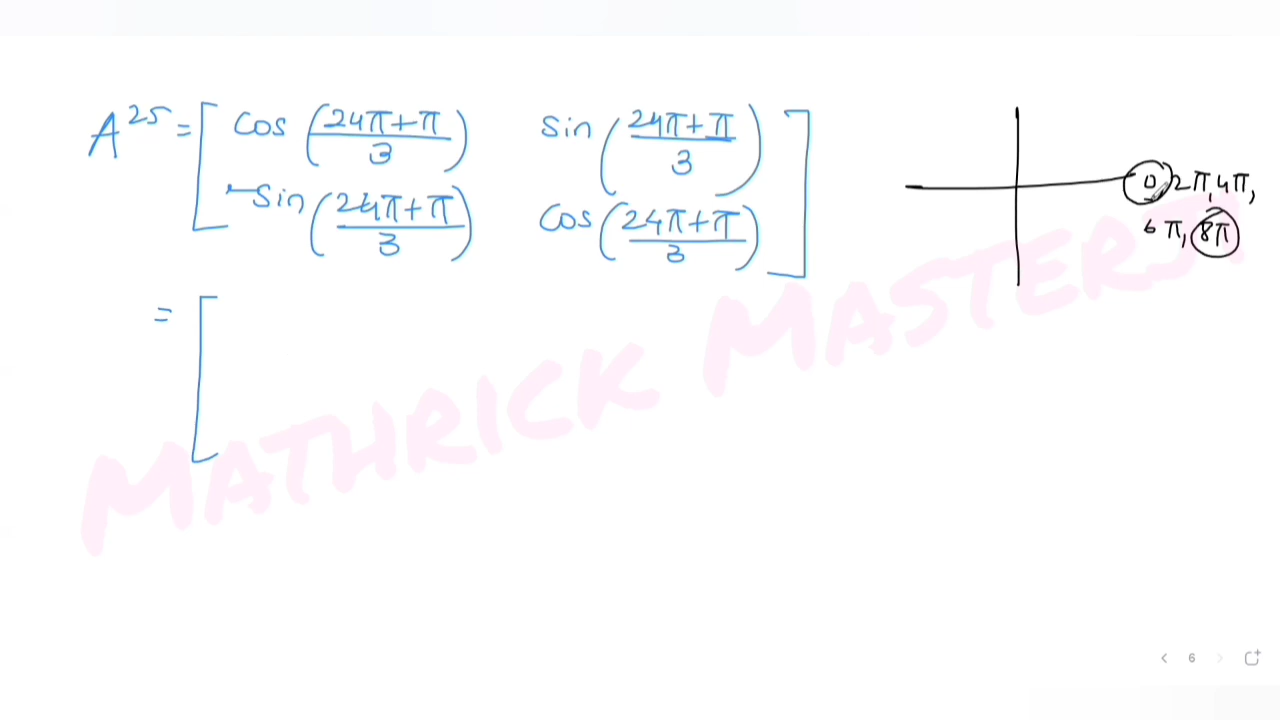 A^25 = [ cos (24π+π/3) sin (24π+π/3)
-sin (24π+π/3) cos (24π+π/3) ]
= [
0, 2π, 4π,
6π, 8π
MATHRICK MASTERS
< 6 >